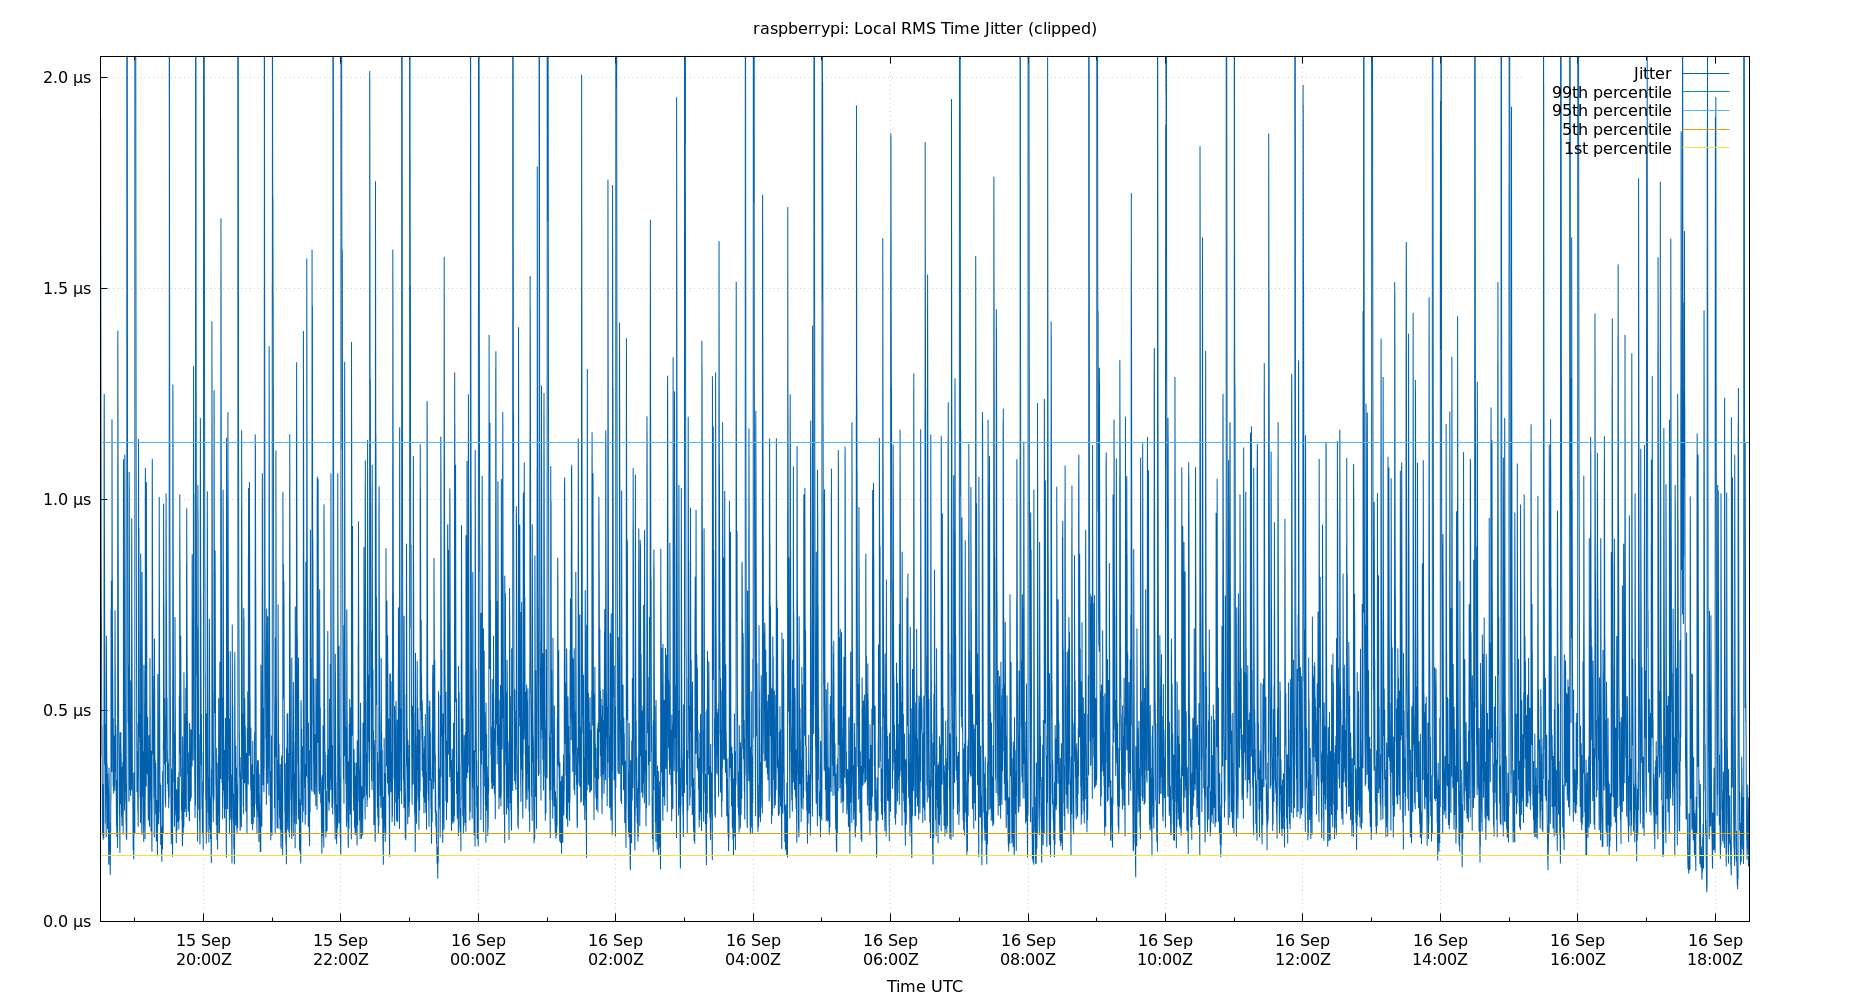 raspberrypi: Local RMS Time Jitter (clipped)
Jitter
99th percentile
95th percentile
5th percentile
1st percentile
2.0 µs
1.5 µs
1.0 µs
0.5 µs
0.0 µs
15 Sep
20:00Z
15 Sep
22:00Z
16 Sep
00:00Z
16 Sep
02:00Z
16 Sep
04:00Z
16 Sep
06:00Z
16 Sep
08:00Z
16 Sep
10:00Z
16 Sep
12:00Z
16 Sep
14:00Z
16 Sep
16:00Z
16 Sep
18:00Z
Time UTC